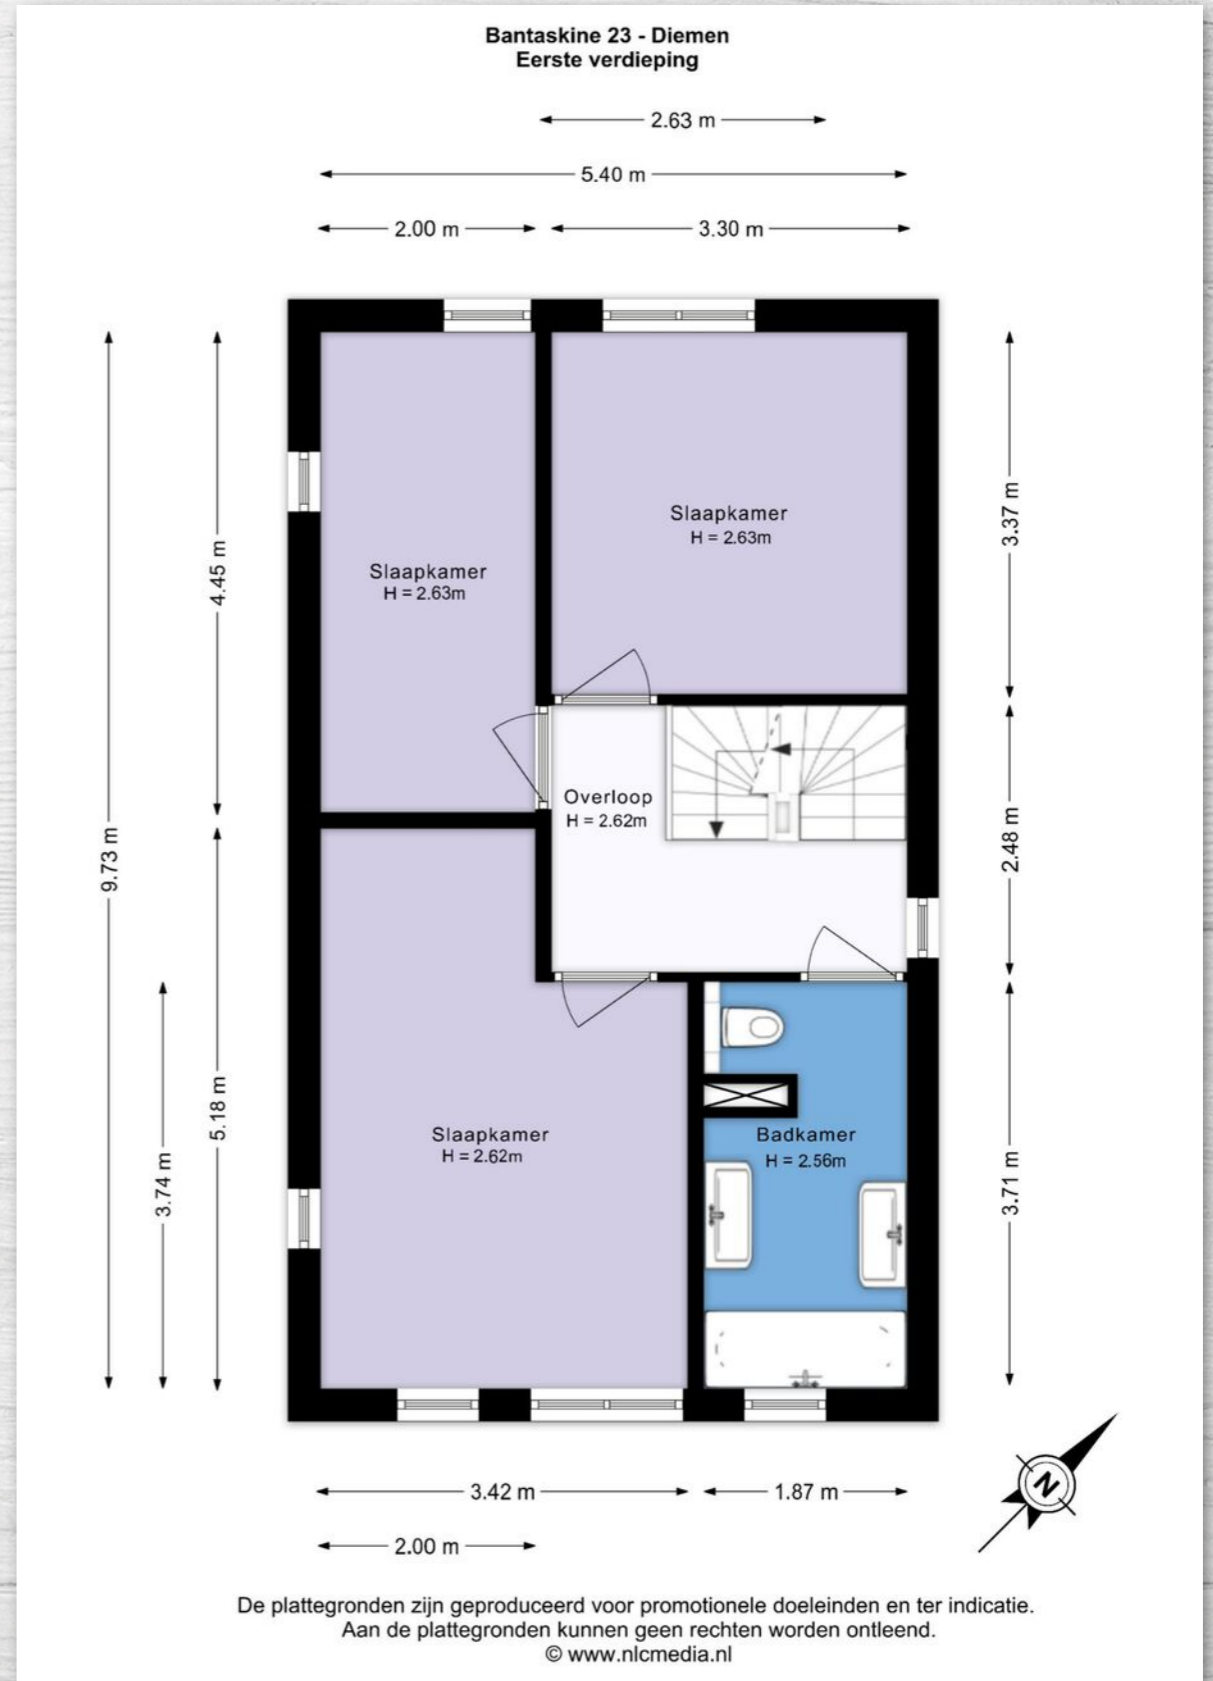 Bantaskine 23 - Diemen
Eerste verdieping
2.63 m
5.40 m
2.00 m
3.30 m
Slaapkamer
H = 2.63m
3.37 m
4.45 m
Slaapkamer
H = 2.63m
Overloop
H = 2.62m
2.48 m
9.73 m
5.18 m
3.74 m
Slaapkamer
H = 2.62m
Badkamer
H = 2.56m
3.71 m
N
3.42 m
1.87 m
2.00 m
De plattegronden zijn geproduceerd voor promotionele doeleinden en ter indicatie.
Aan de plattegronden kunnen geen rechten worden ontleend.
© www.nlcmedia.nl